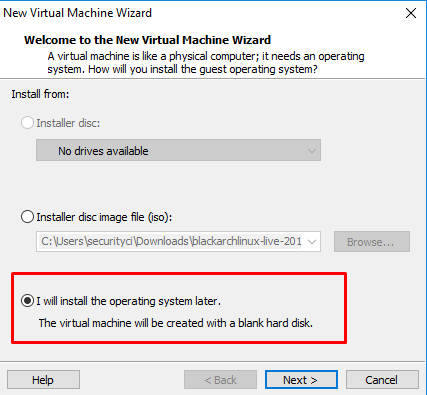 New Virtual Machine Wizard
Welcome to the New Virtual Machine Wizard
A virtual machine is like a physical computer; it needs an operating
system. How will you install the guest operating system?
Install from:
Installer disc:
No drives available
Installer disc image file (iso):
C:\Users\securityci\Downloads\blackarchlinux-live-201
Browse...
I will install the operating system later.
The virtual machine will be created with a blank hard disk.
Help
< Back
Next >
Cancel